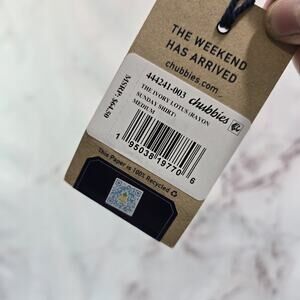 THE WEEKEND
HAS ARRIVED
chubbies.com
444241-003 chubbies
THE IVORY LOTUS (RAYON
SUNDAY SHIRT)
MEDIUM
MSRP: $64.50
1 95038 19770 6
This Paper is 100% Recycled